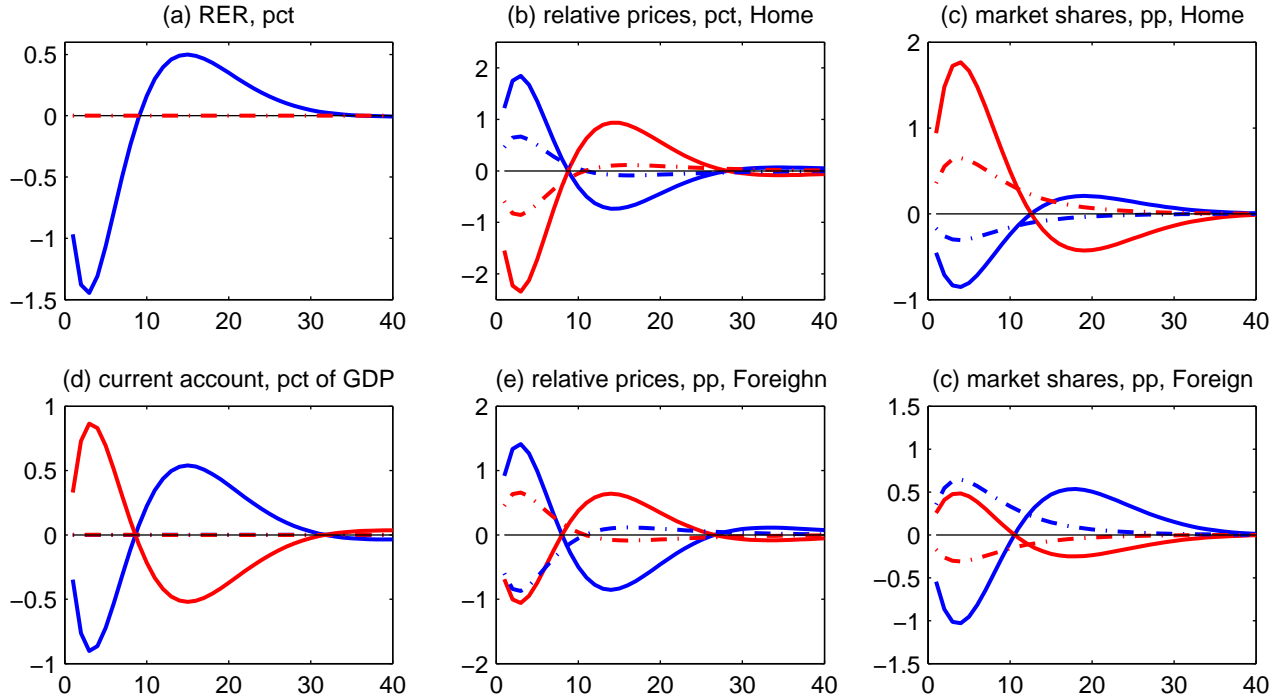 (a) RER, pct
0.5
0
−0.5
−1
−1.5
0 10 20 30 40
(b) relative prices, pct, Home
2
1
0
−1
−2
0 10 20 30 40
(c) market shares, pp, Home
2
1
0
−1
0 10 20 30 40
(d) current account, pct of GDP
1
0.5
0
−0.5
−1
0 10 20 30 40
(e) relative prices, pp, Foreighn
2
1
0
−1
−2
0 10 20 30 40
(c) market shares, pp, Foreign
1.5
1
0.5
0
−0.5
−1
−1.5
0 10 20 30 40